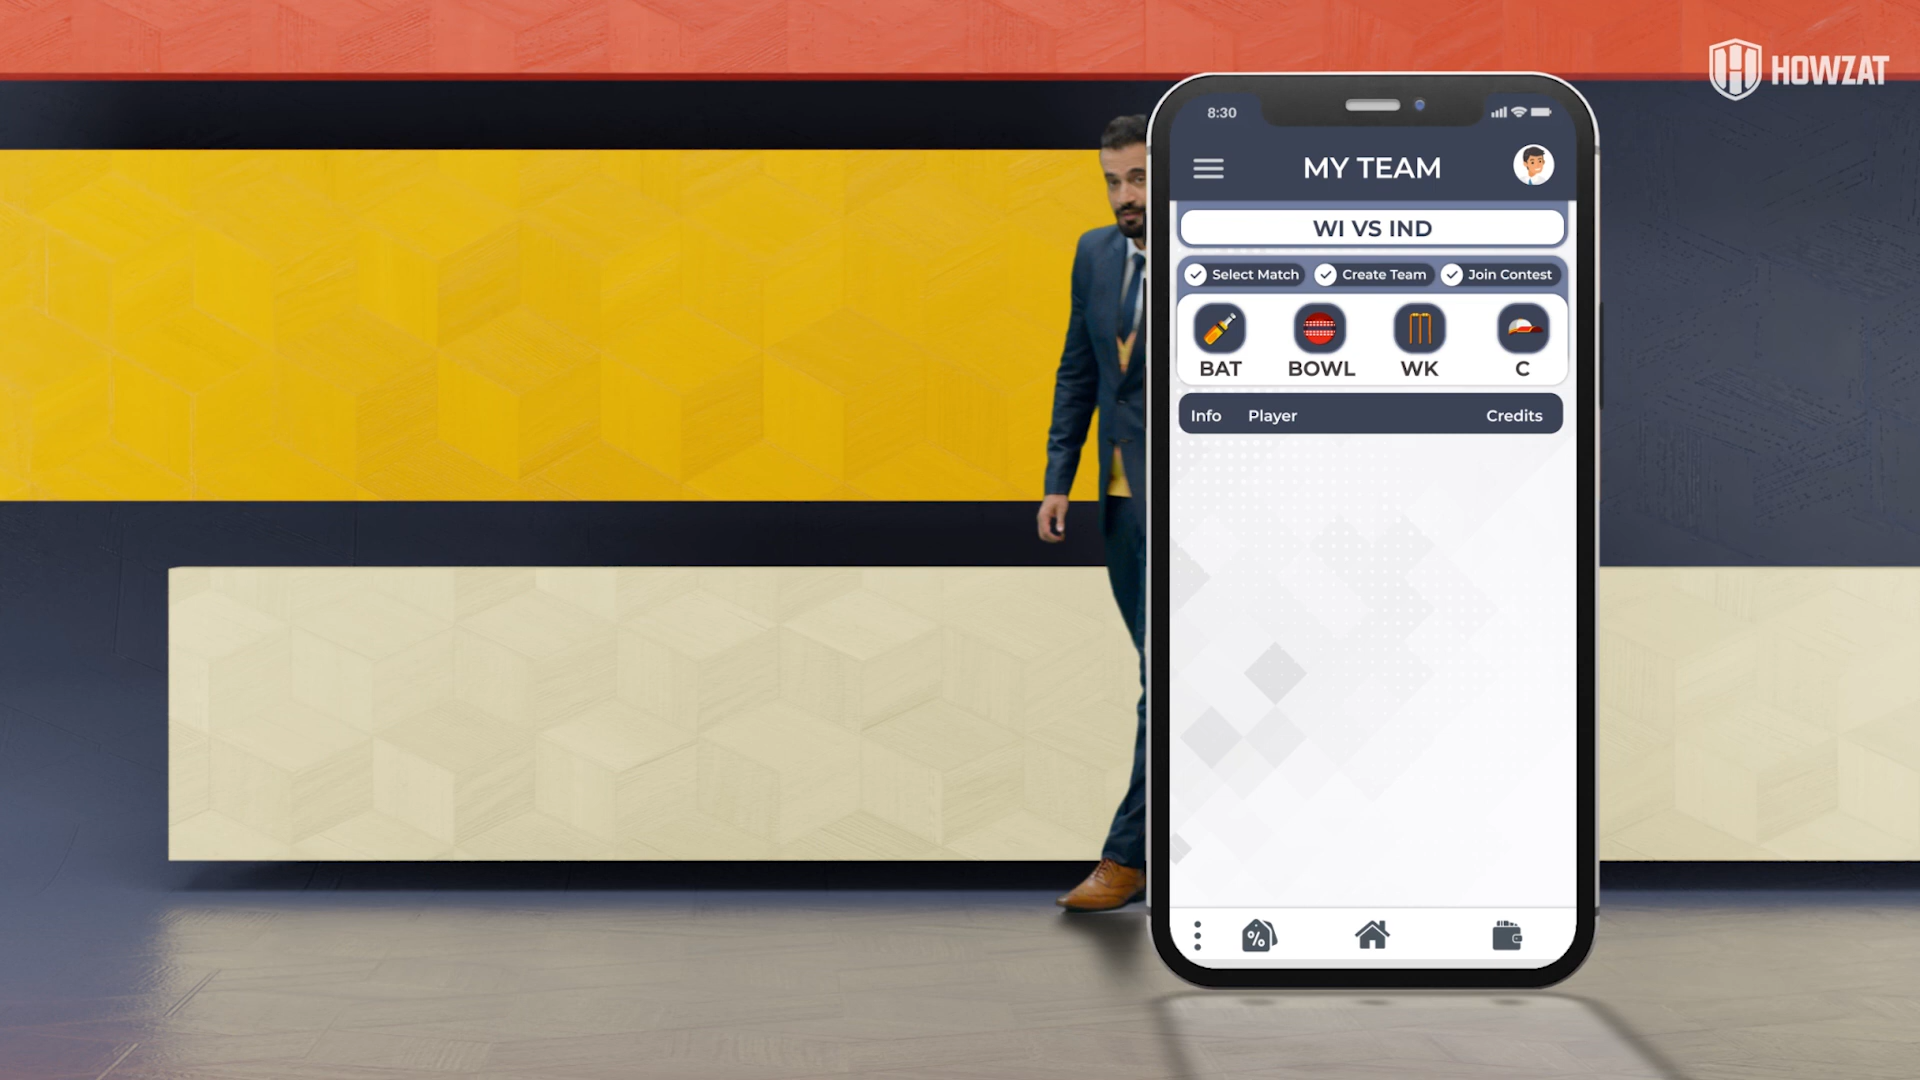 HOWZAT
8:30
MY TEAM
WI VS IND
Select Match Create Team Join Contest
BAT BOWL WK C
Info Player Credits
%